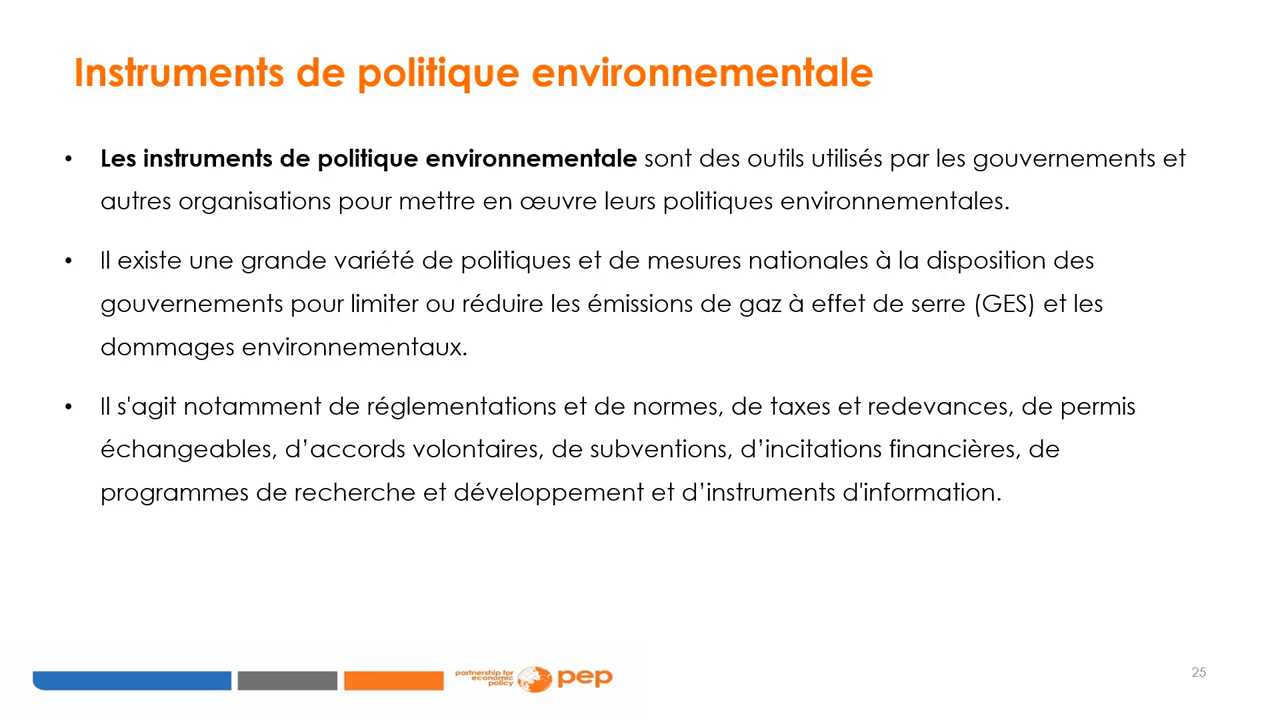 Instruments de politique environnementale
• Les instruments de politique environnementale sont des outils utilisés par les gouvernements et
autres organisations pour mettre en œuvre leurs politiques environnementales.
• Il existe une grande variété de politiques et de mesures nationales à la disposition des
gouvernements pour limiter ou réduire les émissions de gaz à effet de serre (GES) et les
dommages environnementaux.
• Il s'agit notamment de réglementations et de normes, de taxes et redevances, de permis
échangeables, d’accords volontaires, de subventions, d’incitations financières, de
programmes de recherche et développement et d’instruments d'information.
partnership for
economic
policy
pep
25